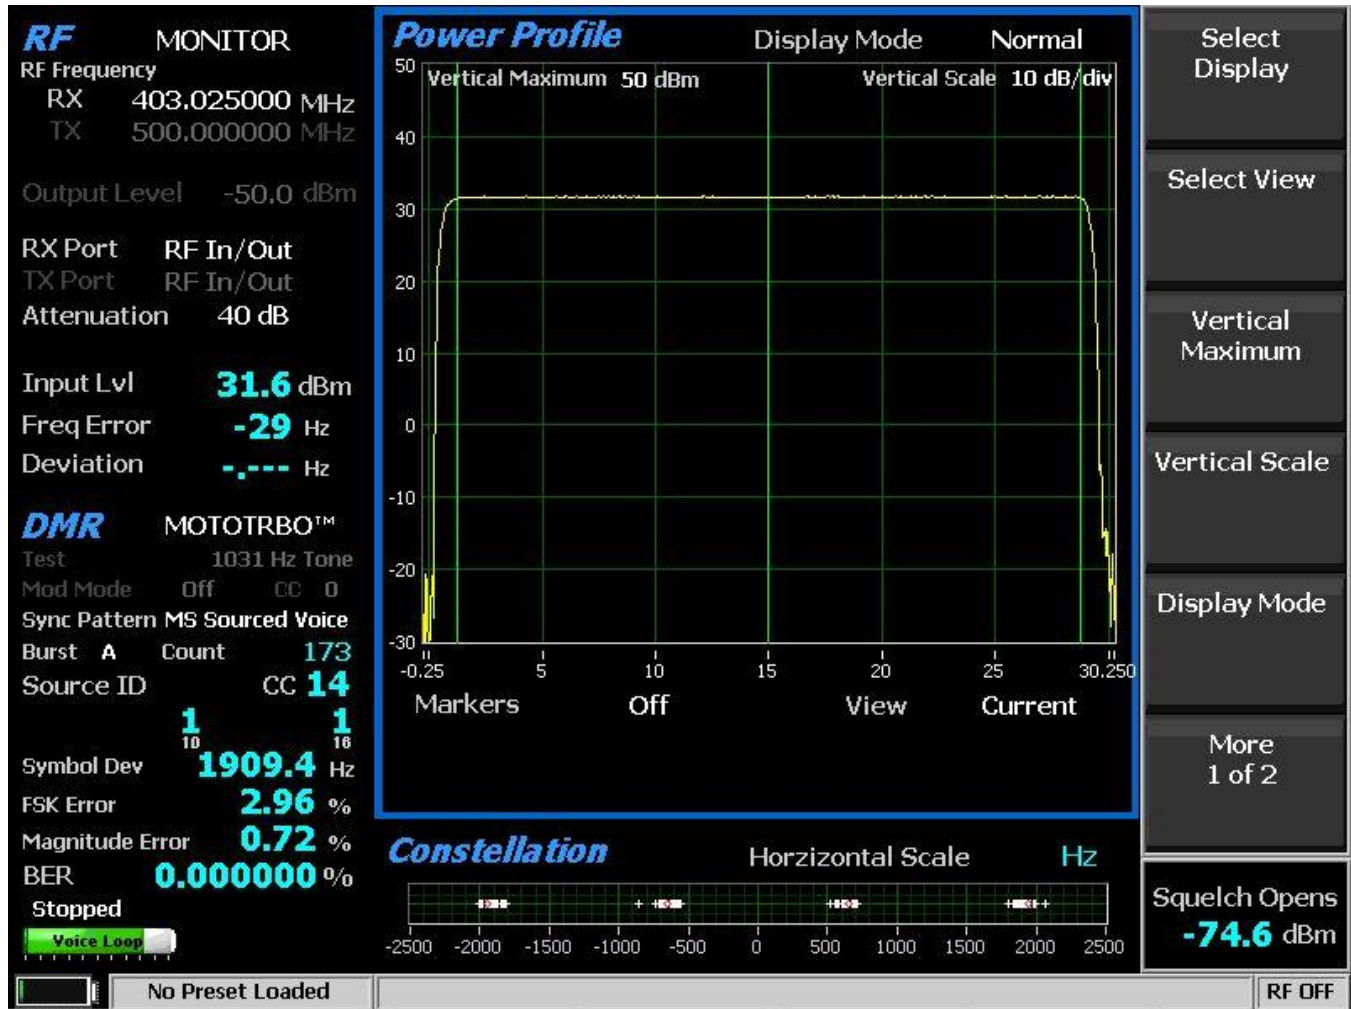 RF MONITOR
RF Frequency
RX 403.025000 MHz
TX 500.000000 MHz
Output Level -50.0 dBm
RX Port RF In/Out
TX Port RF In/Out
Attenuation 40 dB
Input Lvl 31.6 dBm
Freq Error -29 Hz
Deviation -.--- Hz
DMR MOTOTRBO™
Test 1031 Hz Tone
Mod Mode Off CC 0
Sync Pattern MS Sourced Voice
Burst A Count 173
Source ID CC 14
1 1
10 16
Symbol Dev 1909.4 Hz
FSK Error 2.96 %
Magnitude Error 0.72 %
BER 0.000000 %
Stopped
Voice Loop
Power Profile Display Mode Normal
Vertical Maximum 50 dBm Vertical Scale 10 dB/div
50
40
30
20
10
0
-10
-20
-30
-0.25 5 10 15 20 25 30.250
Markers Off View Current
Constellation Horzizontal Scale Hz
-2500 -2000 -1500 -1000 -500 0 500 1000 1500 2000 2500
Select
Display
Select View
Vertical
Maximum
Vertical Scale
Display Mode
More
1 of 2
Squelch Opens
-74.6 dBm
No Preset Loaded
RF OFF